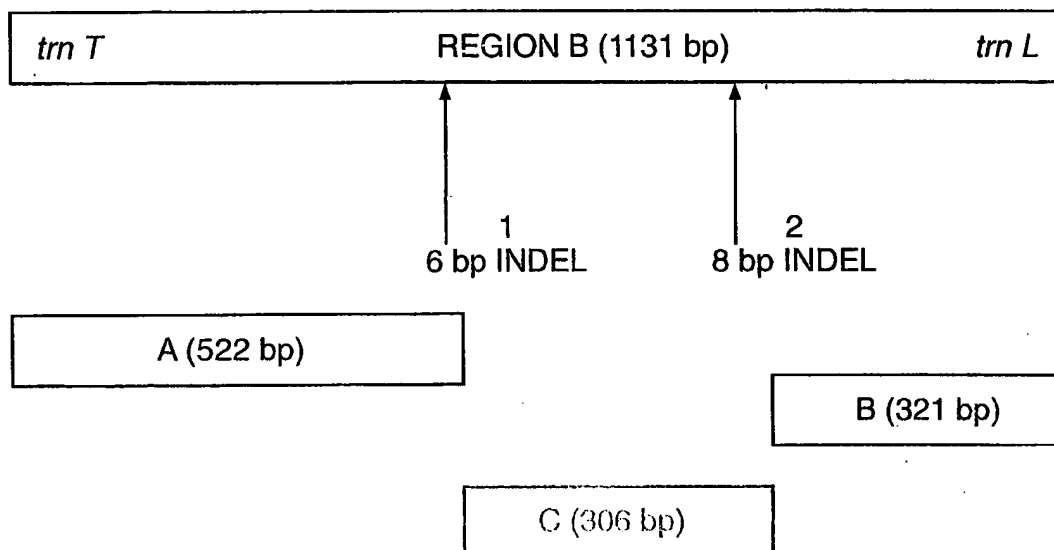 trn T REGION B (1131 bp) trn L
1 2
6 bp INDEL 8 bp INDEL
A (522 bp)
B (321 bp)
C (306 bp)